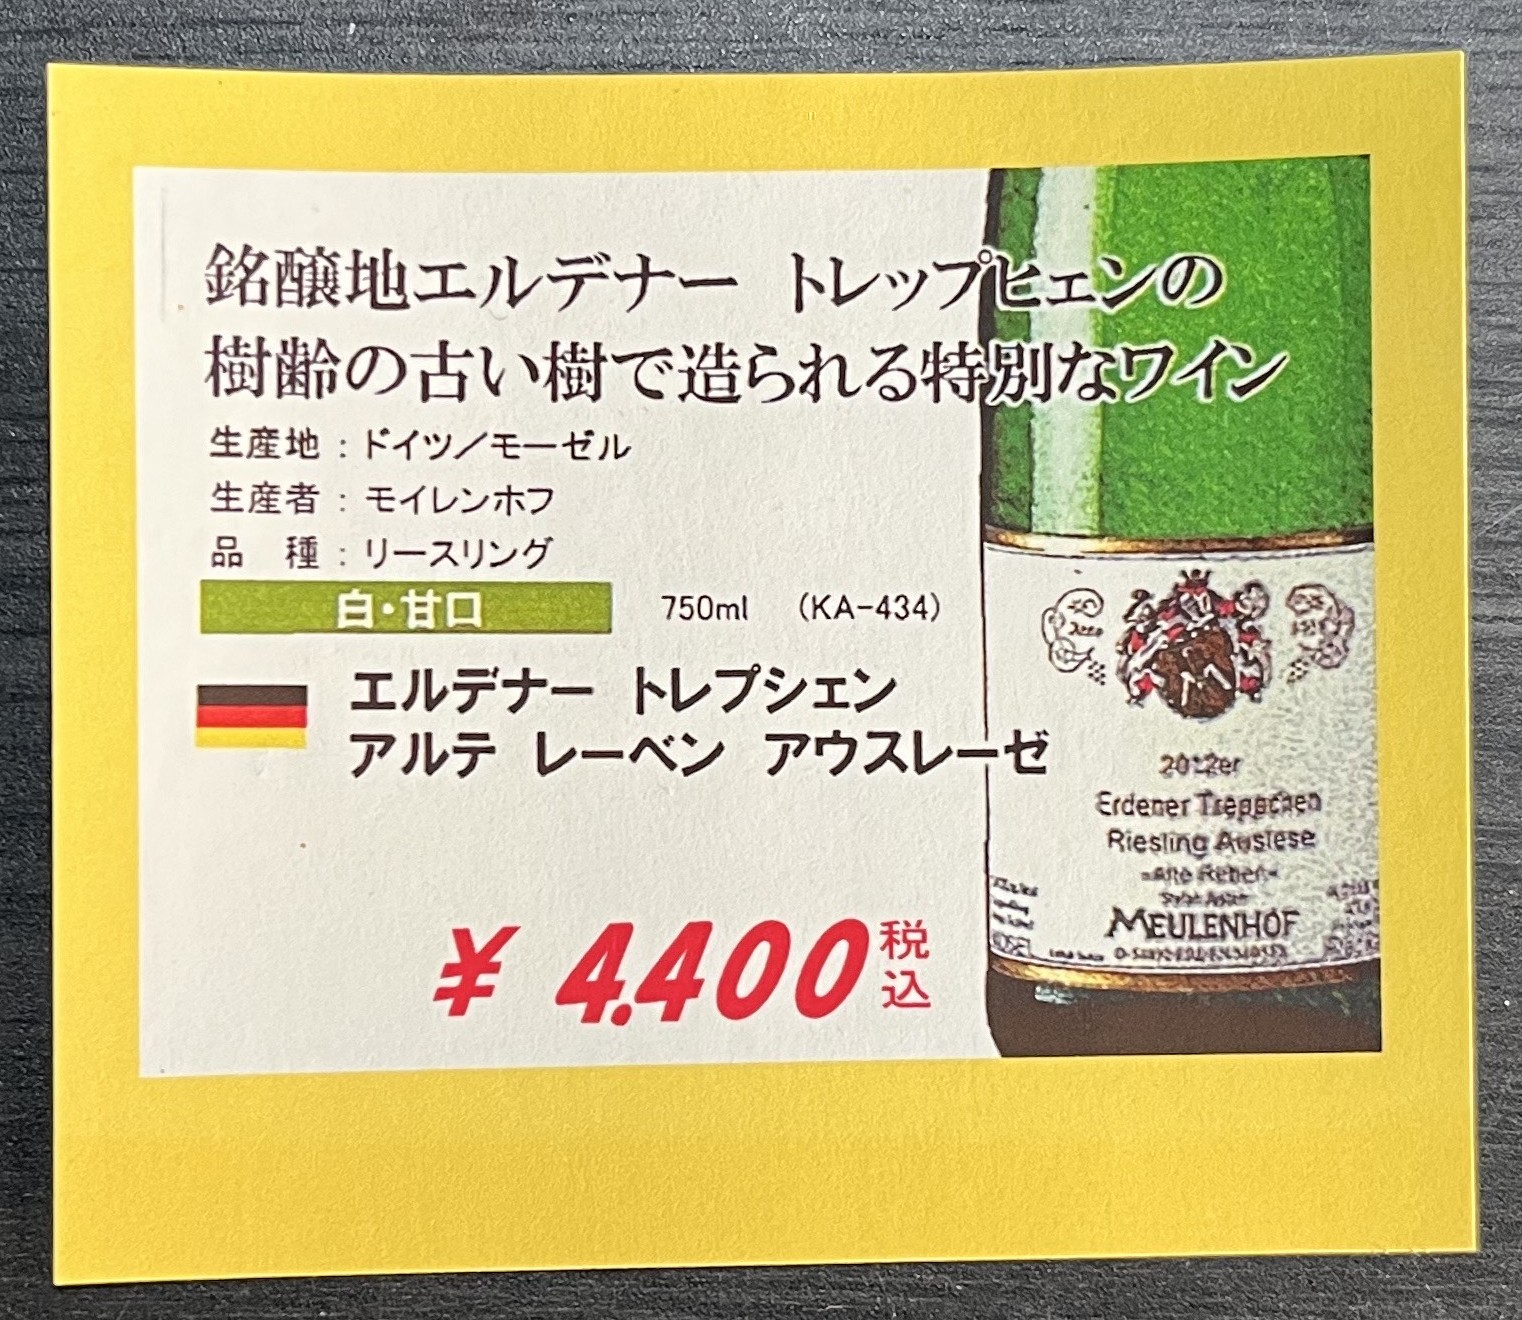 銘醸地エルデナー トレップヒェンの
樹齢の古い樹で造られる特別なワイン
生産地：ドイツ／モーゼル
生産者：モイレンホフ
品　種：リースリング
白・甘口 750ml （KA-434）
エルデナー トレプシェン
アルテ レーベン アウスレーゼ
¥ 4.400税込
2012er
Erdener Treppchen
Riesling Auslese
-Alte Reben-
MEULENHOF